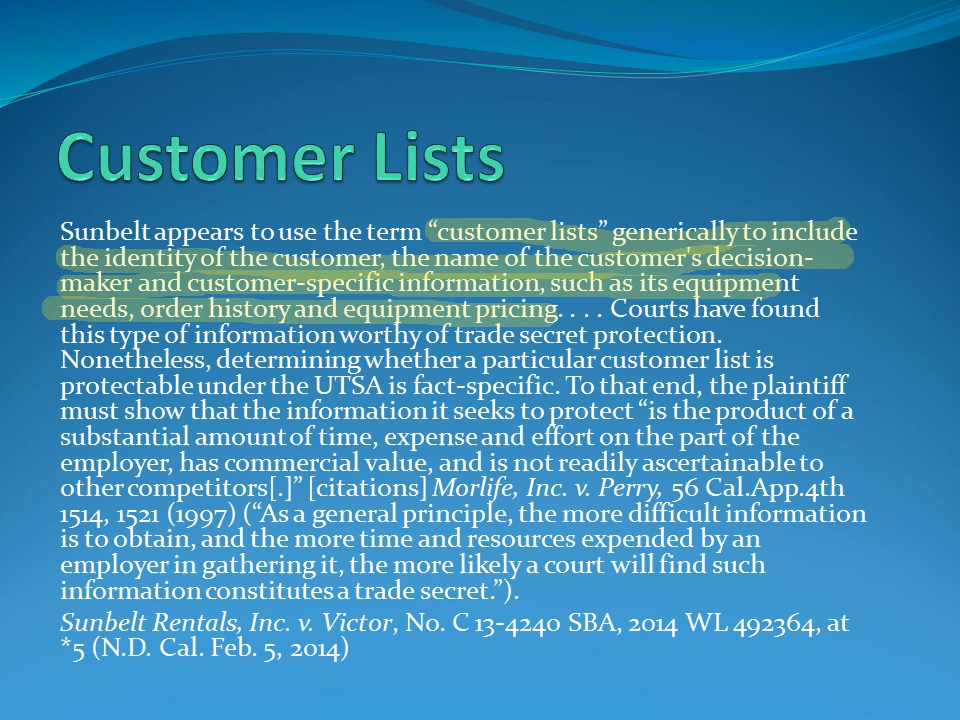 Customer Lists
Sunbelt appears to use the term “customer lists” generically to include
the identity of the customer, the name of the customer's decision-
maker and customer-specific information, such as its equipment
needs, order history and equipment pricing. . . . Courts have found
this type of information worthy of trade secret protection.
Nonetheless, determining whether a particular customer list is
protectable under the UTSA is fact-specific. To that end, the plaintiff
must show that the information it seeks to protect “is the product of a
substantial amount of time, expense and effort on the part of the
employer, has commercial value, and is not readily ascertainable to
other competitors[.]” [citations] Morlife, Inc. v. Perry, 56 Cal.App.4th
1514, 1521 (1997) (“As a general principle, the more difficult information
is to obtain, and the more time and resources expended by an
employer in gathering it, the more likely a court will find such
information constitutes a trade secret.”).
Sunbelt Rentals, Inc. v. Victor, No. C 13-4240 SBA, 2014 WL 492364, at
*5 (N.D. Cal. Feb. 5, 2014)